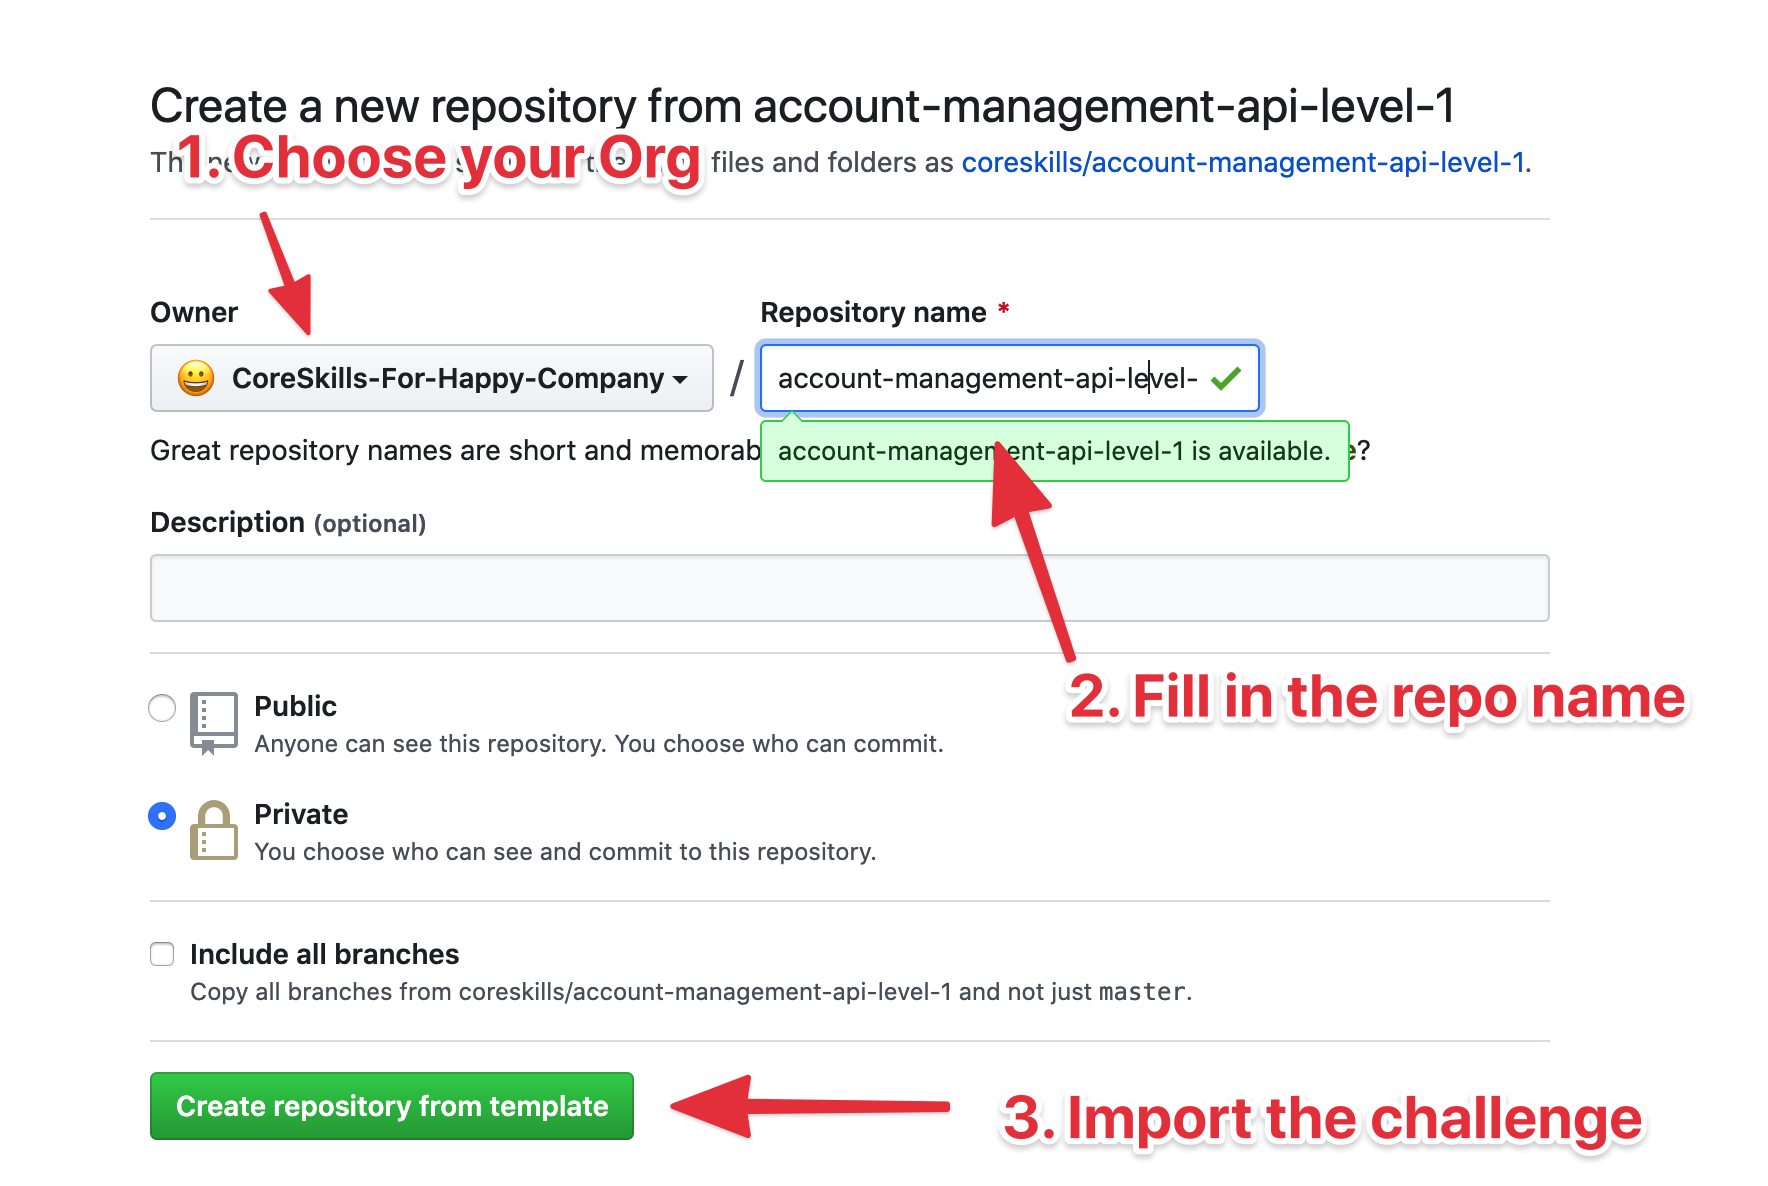 Create a new repository from account-management-api-level-1
1. Choose your Org
files and folders as coreskills/account-management-api-level-1.
Owner
Repository name *
CoreSkills-For-Happy-Company
/
account-management-api-level-
Great repository names are short and memorab
account-management-api-level-1 is available.
?
Description (optional)
2. Fill in the repo name
Public
Anyone can see this repository. You choose who can commit.
Private
You choose who can see and commit to this repository.
Include all branches
Copy all branches from coreskills/account-management-api-level-1 and not just master.
Create repository from template
3. Import the challenge